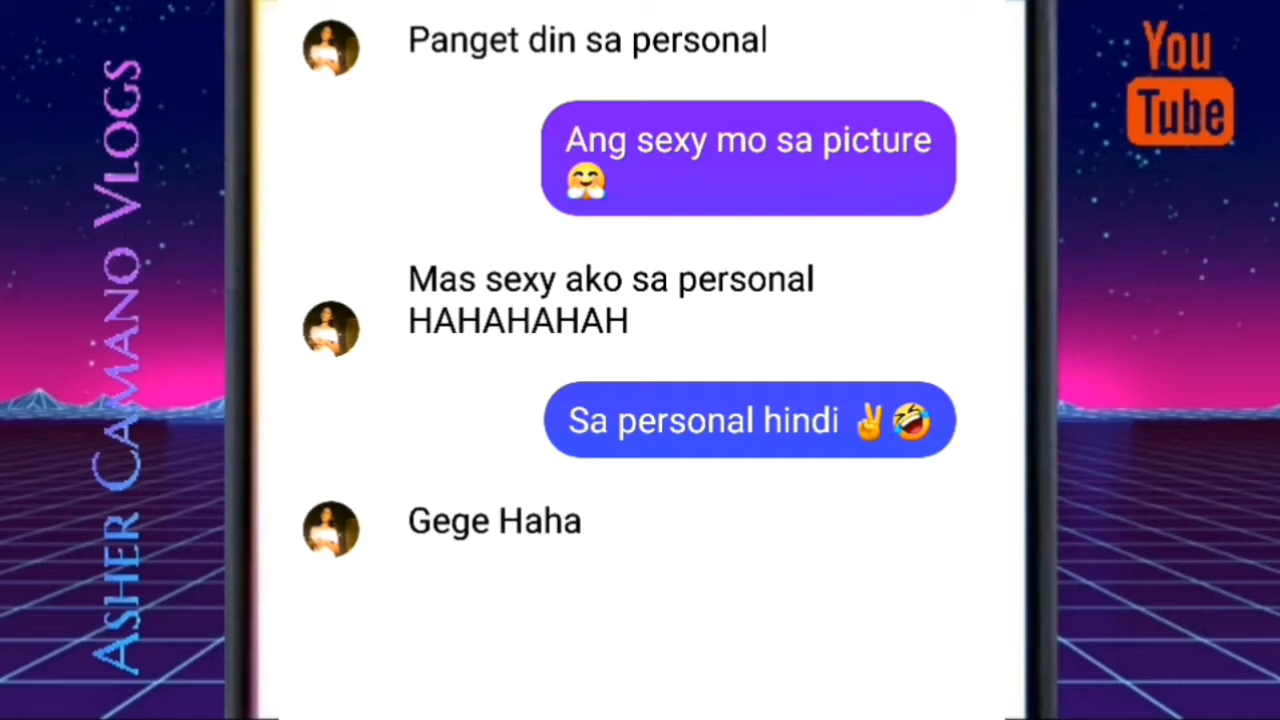 ASHER CAMANO VLOGS
You
Tube
Panget din sa personal
Ang sexy mo sa picture
🤗
Mas sexy ako sa personal
HAHAHAHAH
Sa personal hindi ✌️🤣
Gege Haha